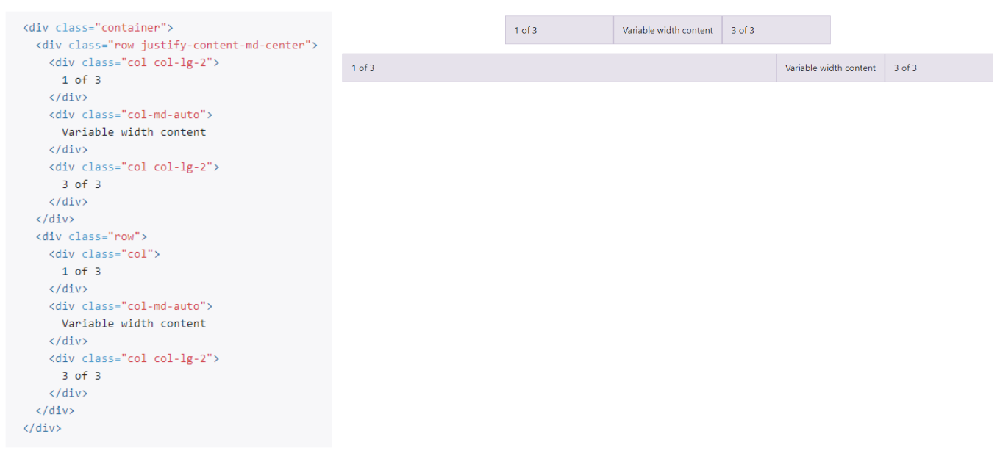 <div class="container">
  <div class="row justify-content-md-center">
    <div class="col col-lg-2">
      1 of 3
    </div>
    <div class="col-md-auto">
      Variable width content
    </div>
    <div class="col col-lg-2">
      3 of 3
    </div>
  </div>
  <div class="row">
    <div class="col">
      1 of 3
    </div>
    <div class="col-md-auto">
      Variable width content
    </div>
    <div class="col col-lg-2">
      3 of 3
    </div>
  </div>
</div>
1 of 3 Variable width content 3 of 3
1 of 3 Variable width content 3 of 3